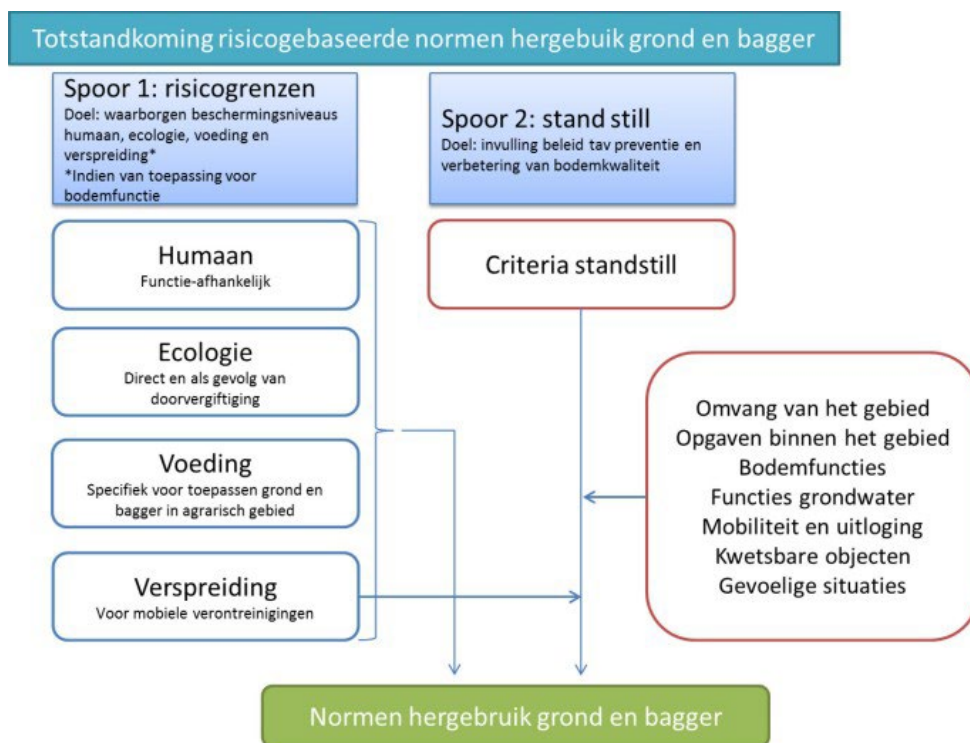 Totstandkoming risicogebaseerde normen hergebuik grond en bagger
Spoor 1: risicogrenzen
Doel: waarborgen beschermingsniveaus
humaan, ecologie, voeding en
verspreiding*
*Indien van toepassing voor
bodemfunctie
Spoor 2: stand still
Doel: invulling beleid tav preventie en
verbetering van bodemkwaliteit
Humaan
Functie-afhankelijk
Criteria standstill
Ecologie
Direct en als gevolg van
doorvergiftiging
Voeding
Specifiek voor toepassen grond en
bagger in agrarisch gebied
Verspreiding
Voor mobiele verontreinigingen
Omvang van het gebied
Opgaven binnen het gebied
Bodemfuncties
Functies grondwater
Mobiliteit en uitloging
Kwetsbare objecten
Gevoelige situaties
Normen hergebruik grond en bagger